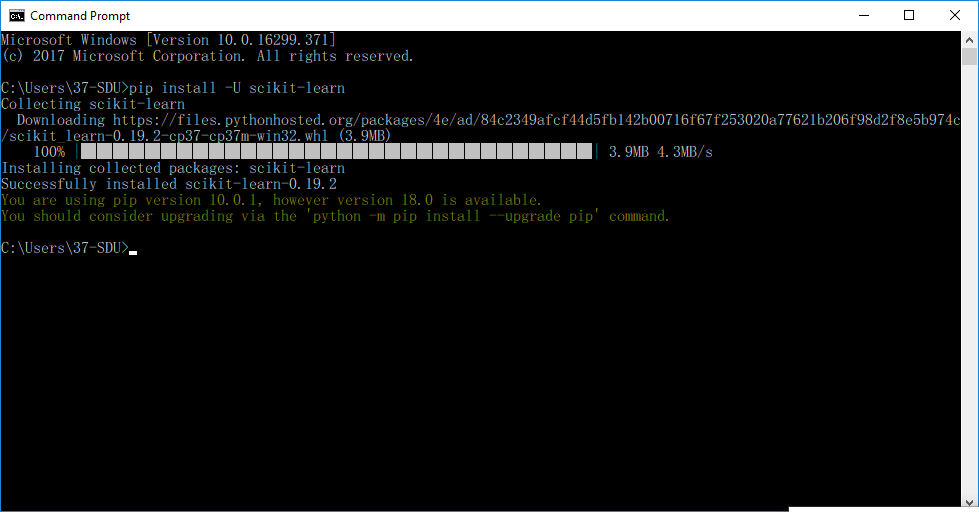 Command Prompt
Microsoft Windows [Version 10.0.16299.371]
(c) 2017 Microsoft Corporation. All rights reserved.
C:\Users\37-SDU>pip install -U scikit-learn
Collecting scikit-learn
Downloading https://files.pythonhosted.org/packages/4e/ad/84c2349afcf44d5fb142b00716f67f253020a77621b206f98d2f8e5b974c
/scikit_learn-0.19.2-cp37-cp37m-win32.whl (3.9MB)
100% | | 3.9MB 4.3MB/s
Installing collected packages: scikit-learn
Successfully installed scikit-learn-0.19.2
You are using pip version 10.0.1, however version 18.0 is available.
You should consider upgrading via the 'python -m pip install --upgrade pip' command.
C:\Users\37-SDU>